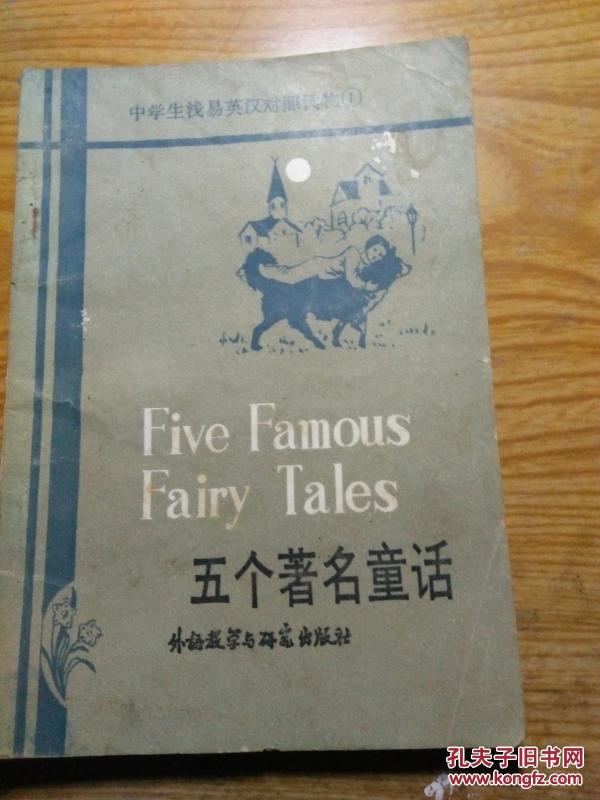 中学生浅易英汉对照读物①
Five Famous
Fairy Tales
五个著名童话
外语教学与研究出版社
孔夫子旧书网
www.kongfz.com